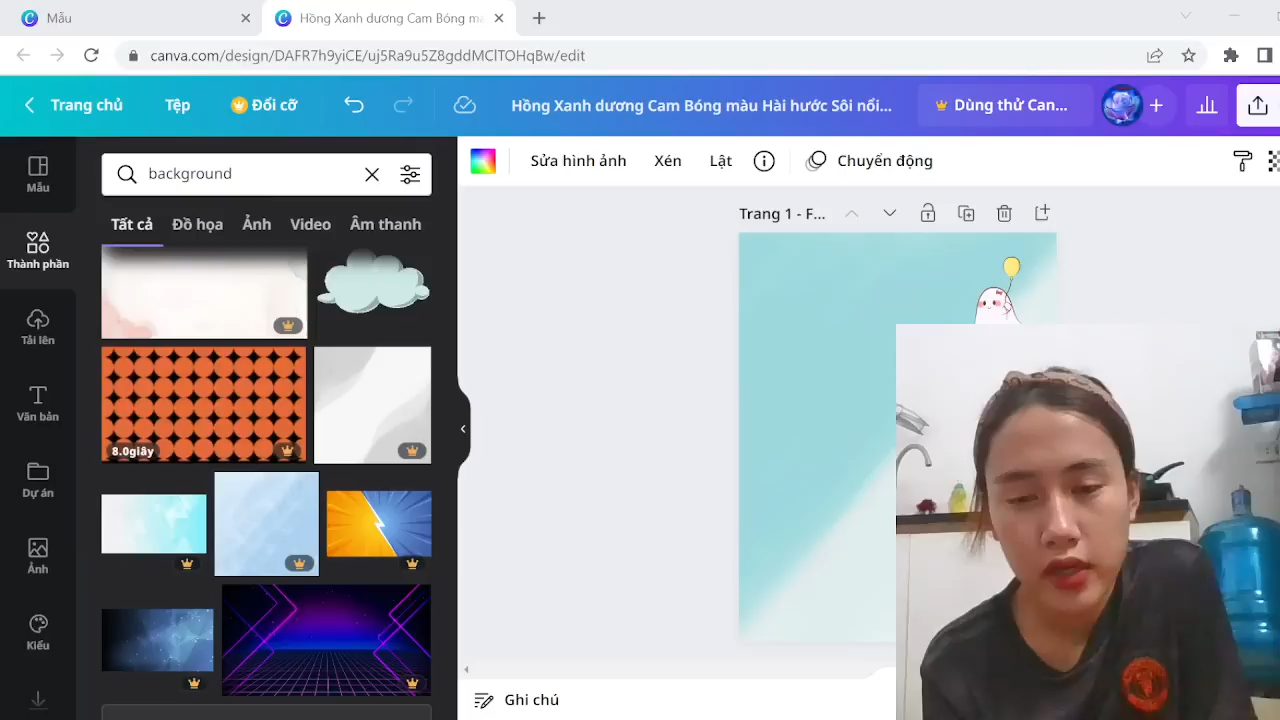 Mẫu
Hồng Xanh dương Cam Bóng mà
canva.com/design/DAFR7h9yiCE/uj5Ra9u5Z8gddMClTOHqBw/edit
Trang chủ
Tệp
Đổi cỡ
Hồng Xanh dương Cam Bóng màu Hài hước Sôi nổi...
Dùng thử Can...
Mẫu
Thành phần
Tải lên
Văn bản
Dự án
Ảnh
Kiểu
background
Tất cả
Đồ họa
Ảnh
Video
Âm thanh
8.0giây
Sửa hình ảnh
Xén
Lật
Chuyển động
Trang 1 - F...
Ghi chú